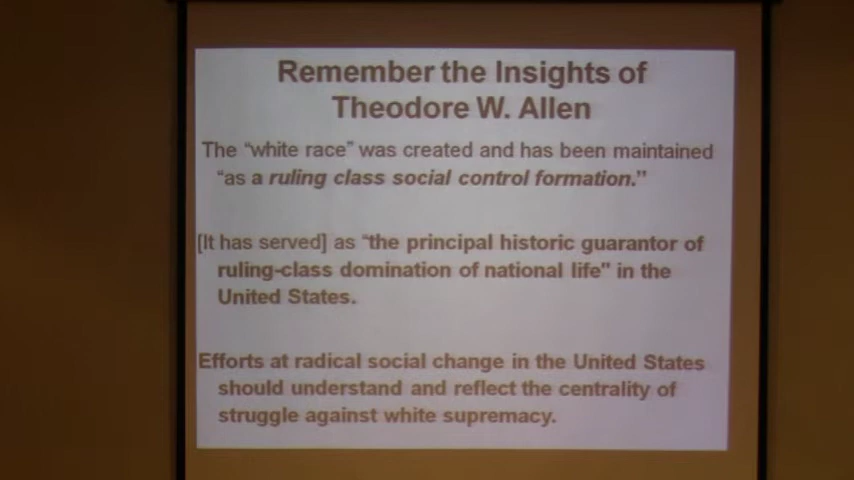 Remember the Insights of
Theodore W. Allen
The “white race” was created and has been maintained
“as a ruling class social control formation.”
[It has served] as “the principal historic guarantor of
ruling-class domination of national life" in the
United States.
Efforts at radical social change in the United States
should understand and reflect the centrality of
struggle against white supremacy.